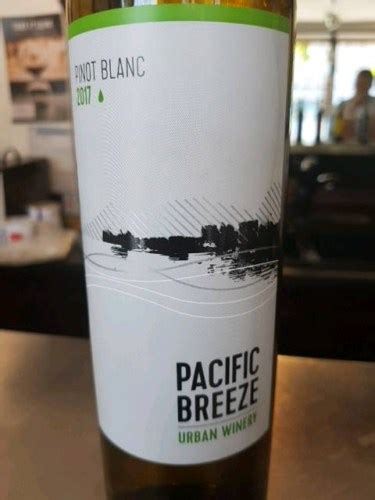 PINOT BLANC
2017
PACIFIC
BREEZE
URBAN WINERY